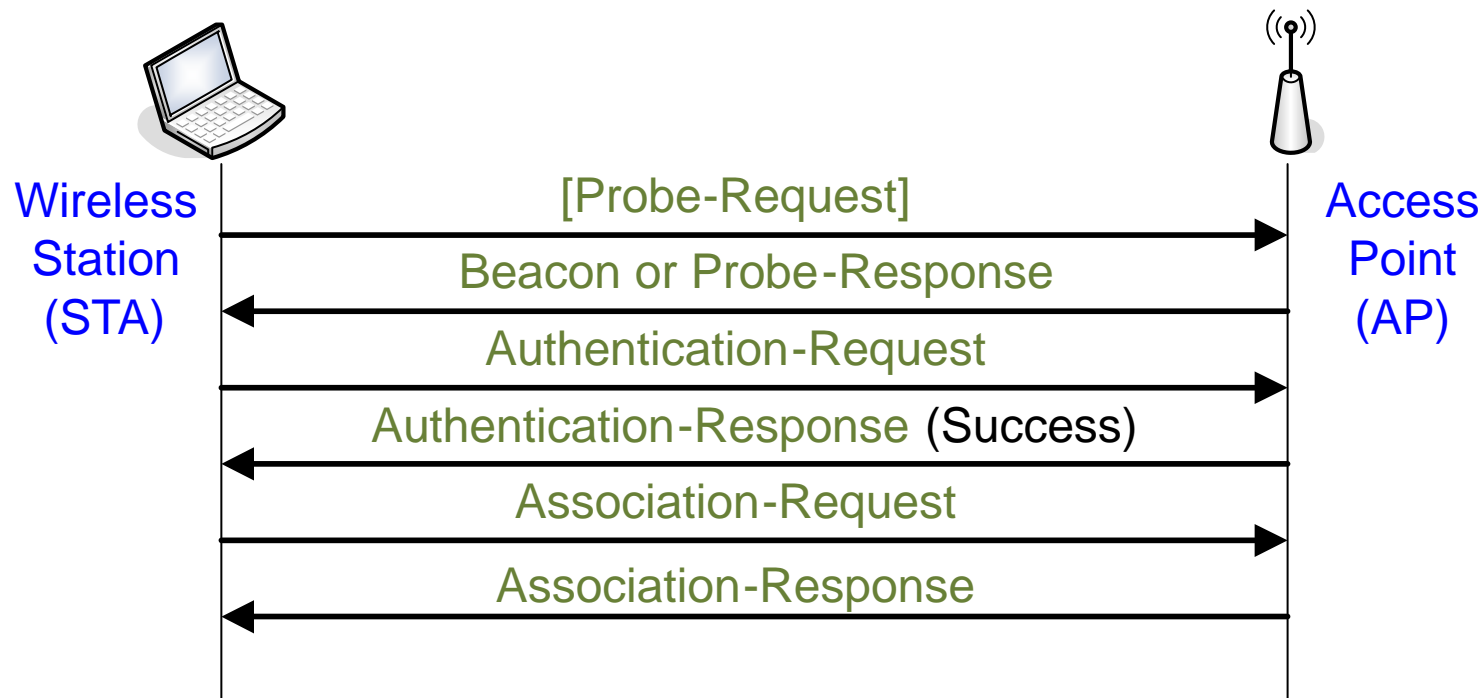 Wireless
Station
(STA)
Access
Point
(AP)
[Probe-Request]
Beacon or Probe-Response
Authentication-Request
Authentication-Response (Success)
Association-Request
Association-Response